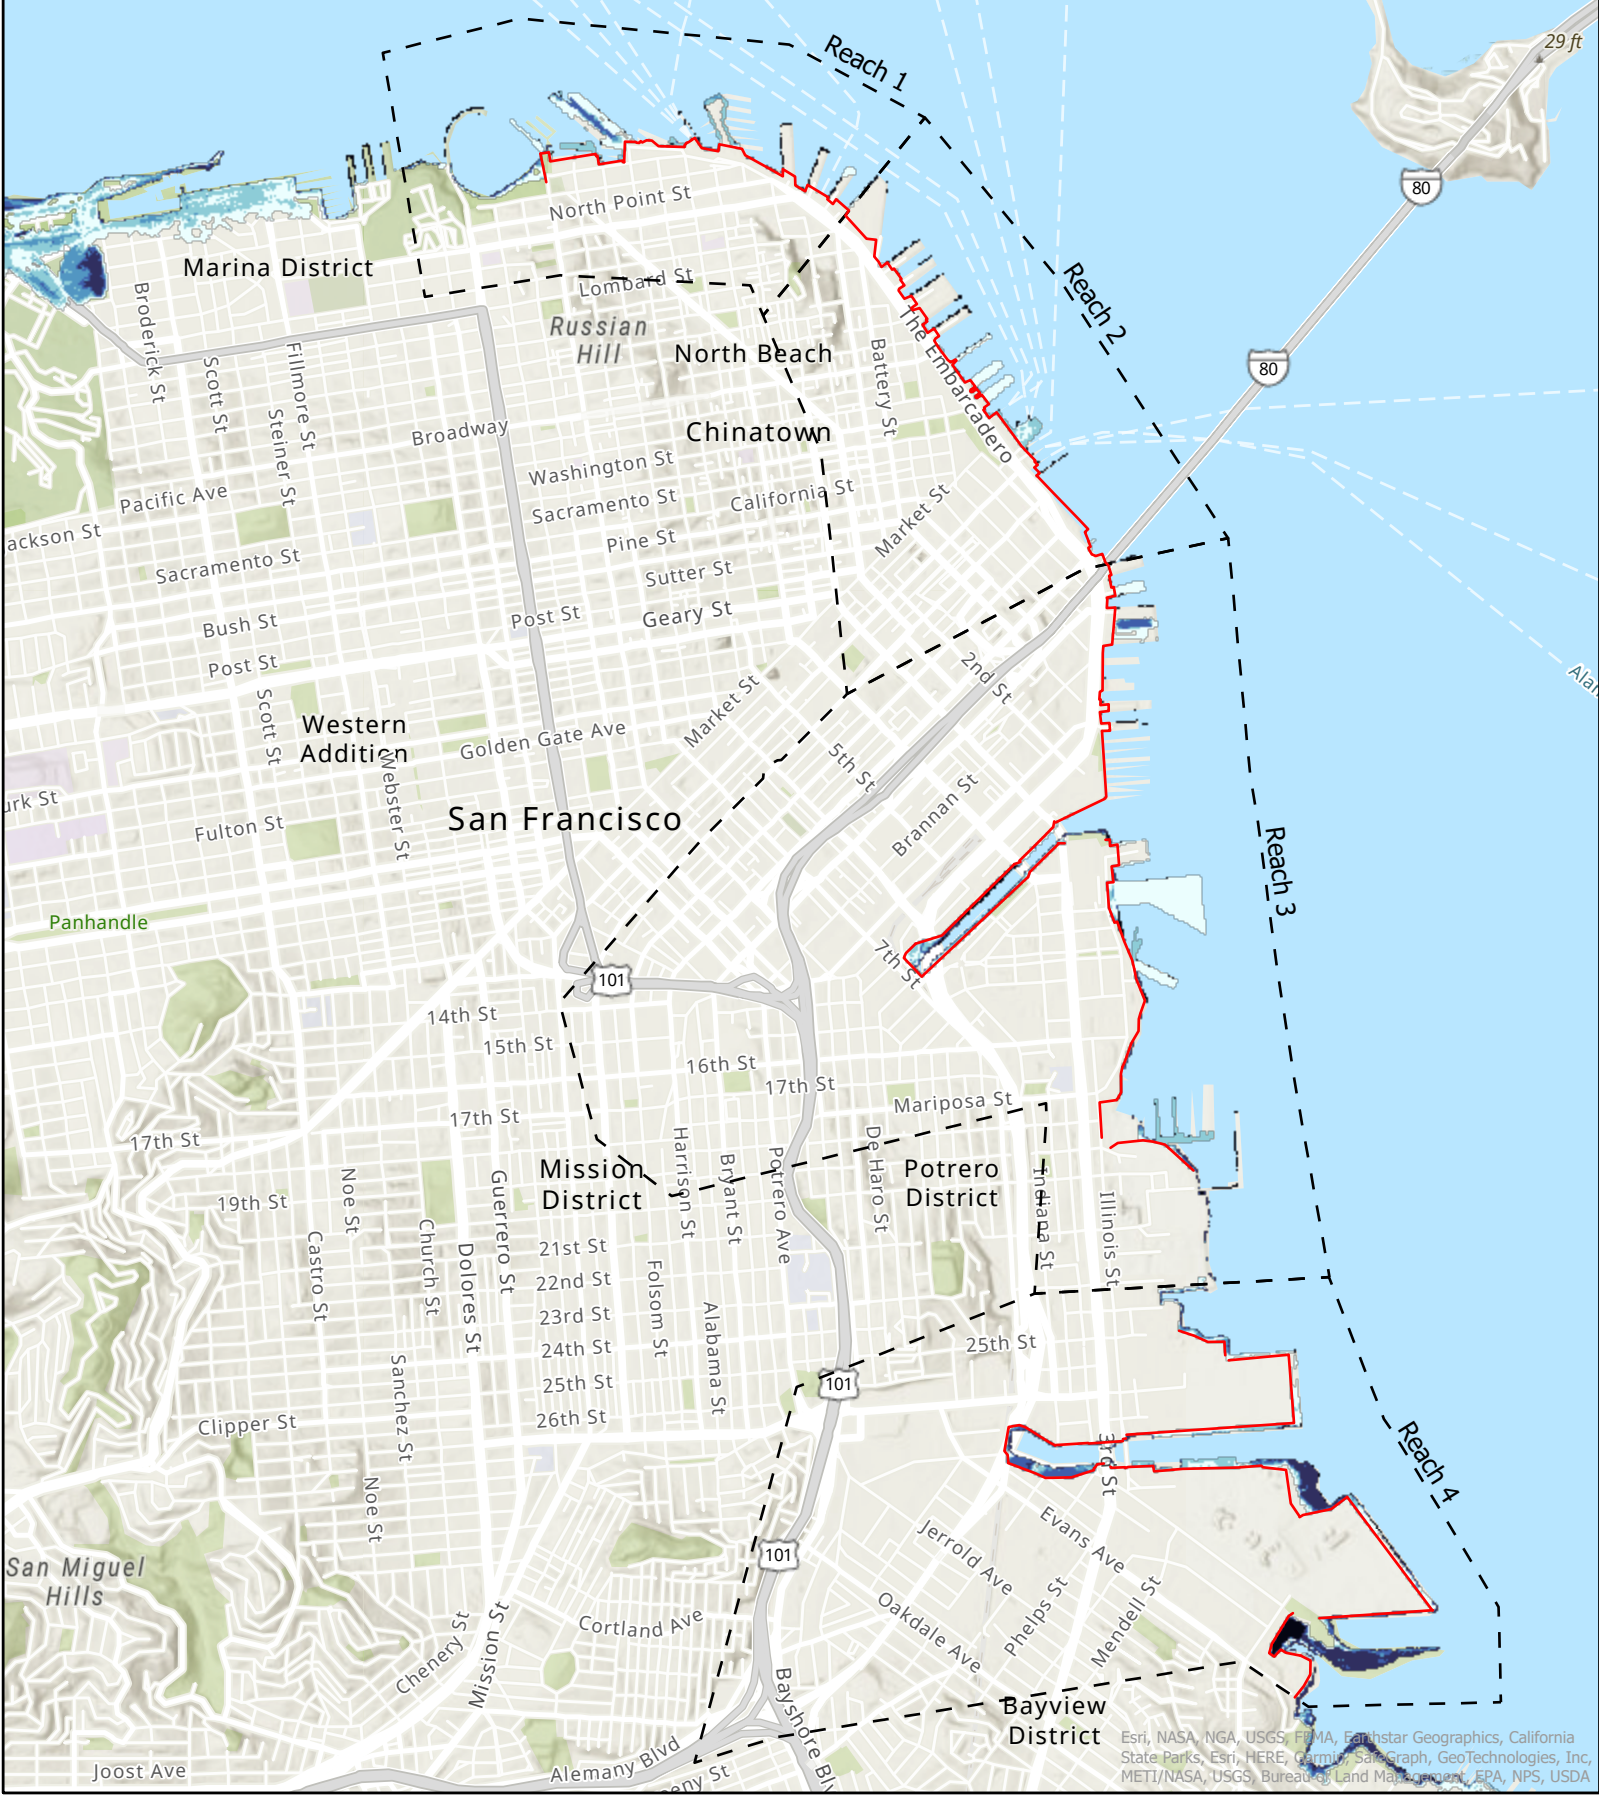 Reach 1
29 ft
80
North Point St
Marina District
Lombard St
Reach 2
Broderick St
Russian
Hill
North Beach
The Embarcadero
80
Scott St
Fillmore St
Battery St
Steiner St
Broadway
Chinatown
Washington St
Pacific Ave
Sacramento St
California St
Market St
ackson St
Pine St
Sacramento St
Sutter St
Bush St
Post St
Geary St
Post St
2nd St
Alan
Scott St
Western
Addition
Market St
Golden Gate Ave
5th St
Webster St
urk St
Brannan St
San Francisco
Fulton St
Reach 3
Panhandle
7th St
101
14th St
15th St
16th St
17th St
17th St
Mariposa St
17th St
Harrison St
Bryant St
Potrero Ave
De Haro St
Mission
District
Potrero
District
Indiana St
Illinois St
Noe St
19th St
Guerrero St
Castro St
Church St
Dolores St
21st St
22nd St
Folsom St
23rd St
24th St
25th St
Alabama St
Sanchez St
25th St
101
26th St
Clipper St
3rd St
Reach 4
Noe St
Evans Ave
Jerrold Ave
101
San Miguel
Hills
Phelps St
Mendell St
Oakdale Ave
Cortland Ave
Chenery St
Mission St
Bayshore Blv
Bayview
District
Alemany Blvd
Joost Ave
eny St
Esri, NASA, NGA, USGS, FEMA, Earthstar Geographics, California
State Parks, Esri, HERE, Garmin, SafeGraph, GeoTechnologies, Inc,
METI/NASA, USGS, Bureau of Land Management, EPA, NPS, USDA